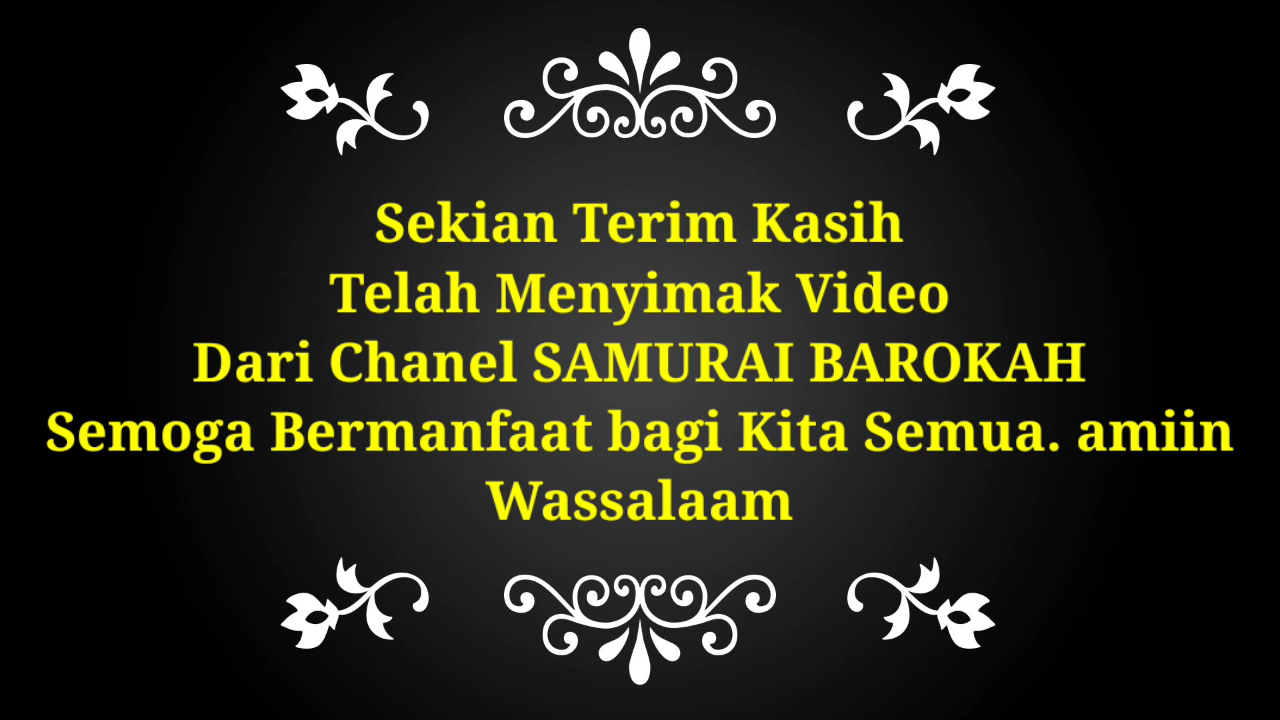 Sekian Terim Kasih
Telah Menyimak Video
Dari Chanel SAMURAI BAROKAH
Semoga Bermanfaat bagi Kita Semua. amiin
Wassalaam